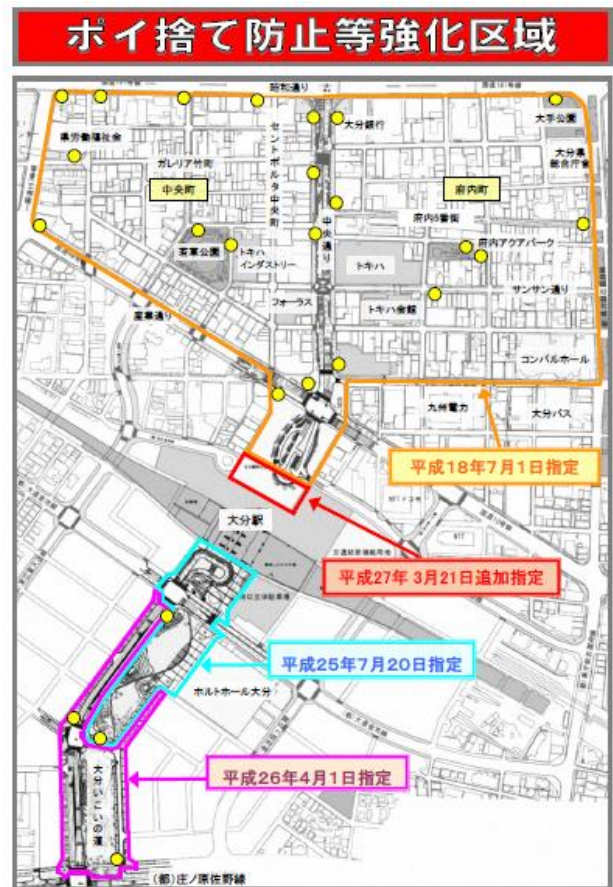 ポイ捨て防止等強化区域
昭和通り
県労働福祉会
ガレリア竹町
セントポルタ中央町
大分銀行
大手公園
大分県
総合庁舎
中央町
府内町
中央通り
府内5番街
若草公園
トキハ
インダストリー
トキハ
府内アクアパーク
フォーラス
トキハ会館
サンサン通り
産業通り
コンパルホール
九州電力
大分バス
平成18年7月1日指定
大分駅
平成27年3月21日追加指定
平成25年7月20日指定
ホルトホール大分
平成26年4月1日指定
大分いこいの道
(都)庄ノ原佐野線